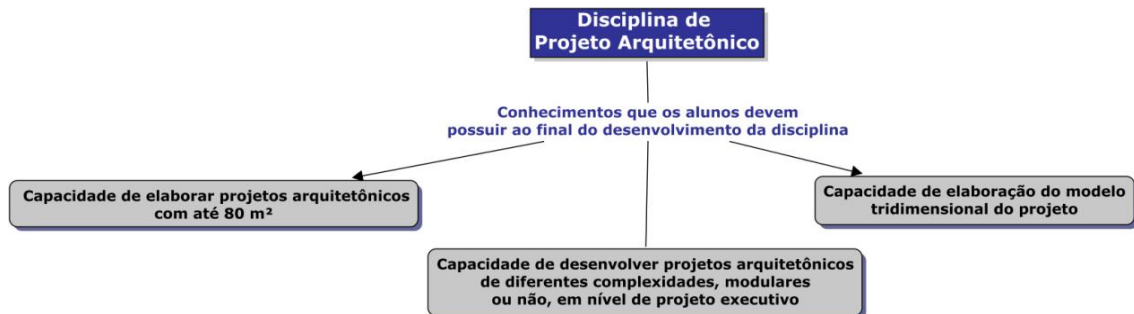 Disciplina de
Projeto Arquitetônico
Conhecimentos que os alunos devem
possuir ao final do desenvolvimento da disciplina
Capacidade de elaborar projetos arquitetônicos
com até 80 m²
Capacidade de elaboração do modelo
tridimensional do projeto
Capacidade de desenvolver projetos arquitetônicos
de diferentes complexidades, modulares
ou não, em nível de projeto executivo